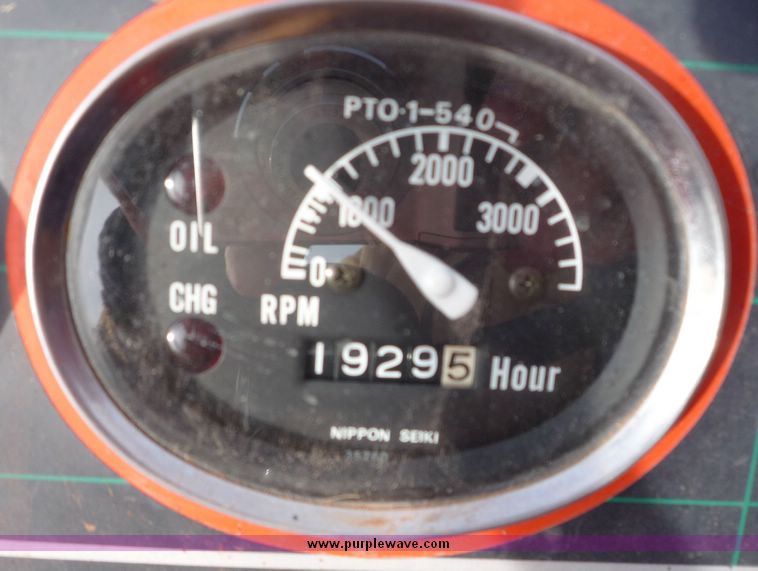 PTO·1-540
2000
1000
3000
OIL
0
CHG
RPM
19295 Hour
NIPPON SEIKI
www.purplewave.com